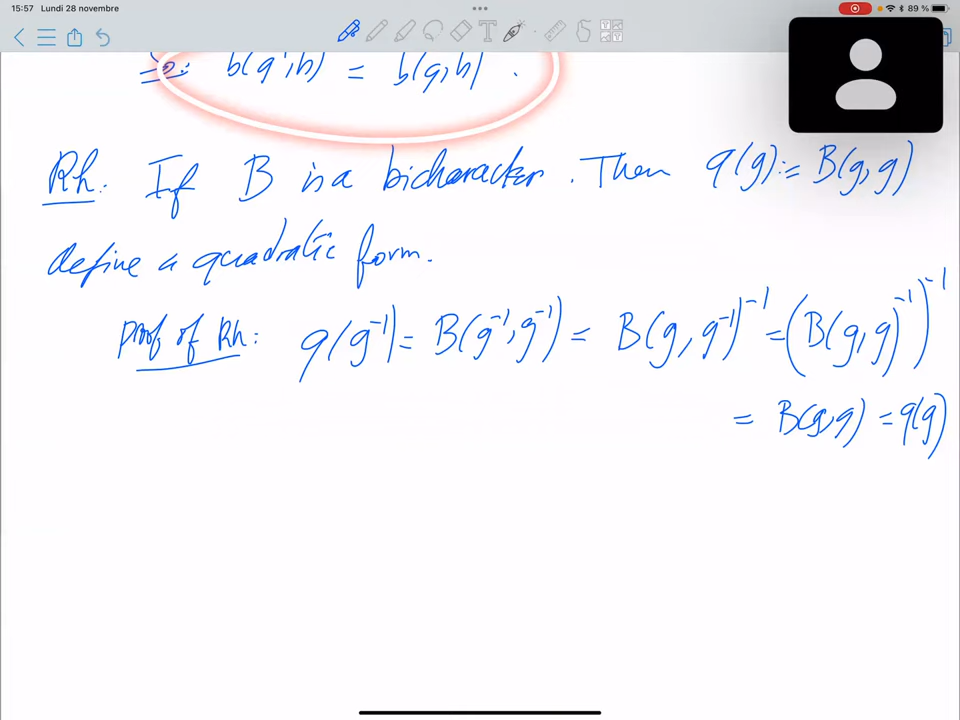 15:57 Lundi 28 novembre
89 %
b(g⁻¹, h) = b(g, h) .
Rk: If B is a bicharacter. Then q(g) := B(g, g)
define a quadratic form.
Proof of Rk: q(g⁻¹) = B(g⁻¹, g⁻¹) = B(g, g⁻¹)⁻¹ = (B(g, g)⁻¹)⁻¹
= B(g, g) = q(g)